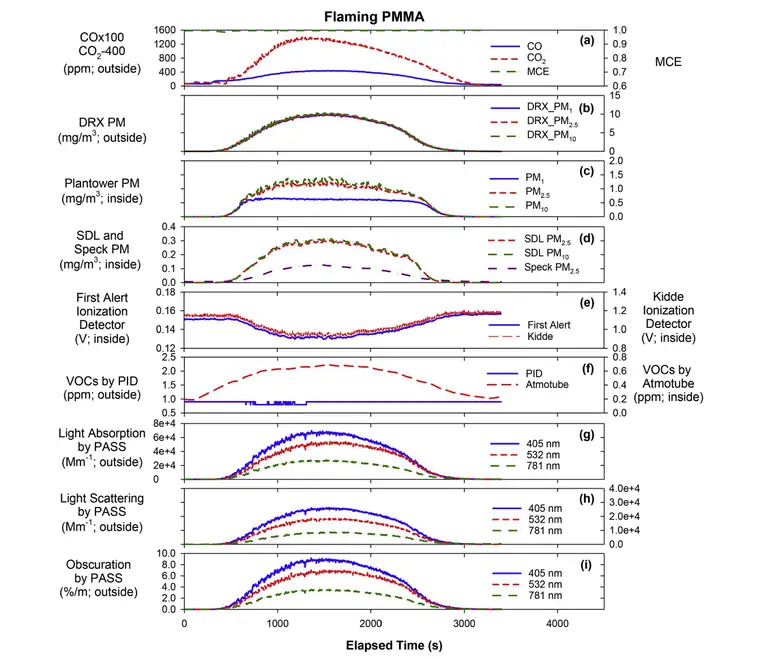 Flaming PMMA
COx100
CO2-400
(ppm; outside)
1600
1200
800
400
0
CO
CO2
MCE
(a)
1.0
0.9
0.8
0.7
0.6
MCE
DRX PM
(mg/m3; outside)
DRX_PM1
DRX_PM2.5
DRX_PM10
(b)
15
10
5
0
Plantower PM
(mg/m3; inside)
PM1
PM2.5
PM10
(c)
2.0
1.5
1.0
0.5
0.0
SDL and
Speck PM
(mg/m3; inside)
0.4
0.3
0.2
0.1
0.0
SDL PM2.5
SDL PM10
Speck PM2.5
(d)
First Alert
Ionization
Detector
(V; inside)
0.18
0.16
0.14
0.12
First Alert
Kidde
(e)
1.4
1.2
1.0
0.8
Kidde
Ionization
Detector
(V; inside)
VOCs by PID
(ppm; outside)
2.5
2.0
1.5
1.0
0.5
PID
Atmotube
(f)
0.8
0.6
0.4
0.2
0.0
VOCs by
Atmotube
(ppm; inside)
Light Absorption
by PASS
(Mm-1; outside)
8e+4
6e+4
4e+4
2e+4
0
405 nm
532 nm
781 nm
(g)
Light Scattering
by PASS
(Mm-1; outside)
405 nm
532 nm
781 nm
(h)
4.0e+4
3.0e+4
2.0e+4
1.0e+4
0.0
Obscuration
by PASS
(%/m; outside)
10.0
8.0
6.0
4.0
2.0
0.0
405 nm
532 nm
781 nm
(i)
0 1000 2000 3000 4000
Elapsed Time (s)